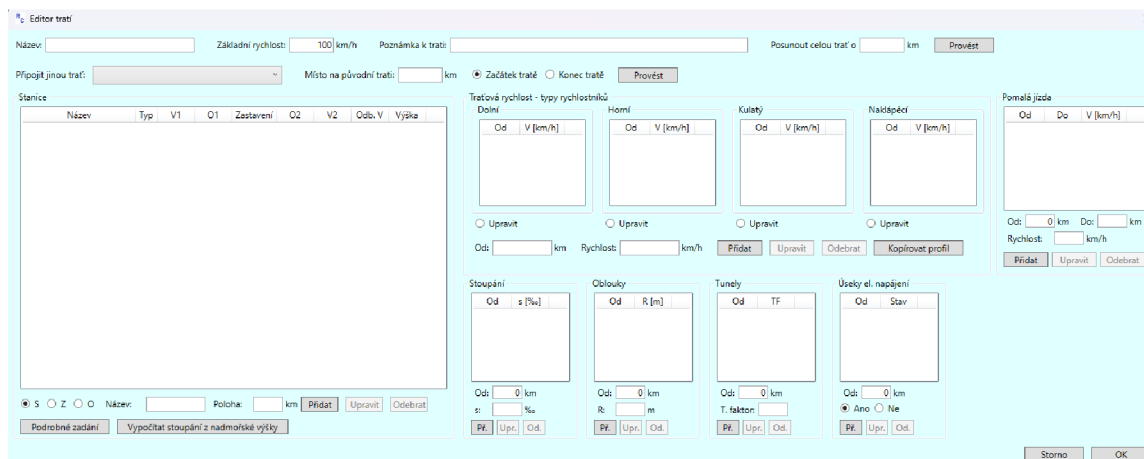 Editor tratí
Název: Základní rychlost: 100 km/h Poznámka k trati: Posunout celou trať o km Provést
Připojit jinou trať: Místo na původní trati: km Začátek tratě Konec tratě Provést
Stanice
Název Typ V1 O1 Zastavení O2 V2 Odb. V Výška
S Z O Název: Poloha: km Přidat Upravit Odebrat
Podrobné zadání Vypočítat stoupání z nadmořské výšky
Traťová rychlost - typy rychlostníků
Dolní Horní Kulatý Naklápěcí
Od V [km/h] Od V [km/h] Od V [km/h] Od V [km/h]
Upravit Upravit Upravit Upravit
Od: km Rychlost: km/h Přidat Upravit Odebrat Kopírovat profil
Pomalá jízda
Od Do V [km/h]
Od: 0 km Do: km
Rychlost: km/h
Přidat Upravit Odebrat
Stoupání Oblouky Tunely Úseky el. napájení
Od s [‰] Od R [m] Od TF Od Stav
Od: 0 km Od: 0 km Od: 0 km Od: 0 km
s: ‰ R: m T. faktor: Ano Ne
Př. Upr. Od. Př. Upr. Od. Př. Upr. Od. Př. Upr. Od.
Storno OK